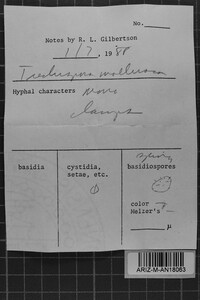 No.
Notes by R. L. Gilbertson
1/7, 1988
Trechispora mollusca
Hyphal characters mono
clamps
basidia
cystidia,
setae, etc.
basidiospores
color
Melzer's -
µ
ARIZ-M-AN18063